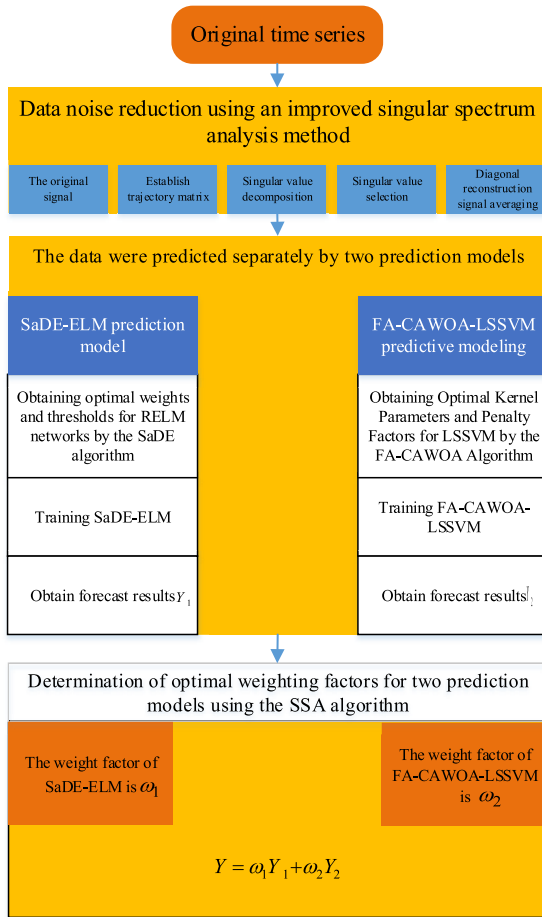 Original time series
Data noise reduction using an improved singular spectrum
analysis method
The original
signal
Establish
trajectory matrix
Singular value
decomposition
Singular value
selection
Diagonal
reconstruction
signal averaging
The data were predicted separately by two prediction models
SaDE-ELM prediction
model
Obtaining optimal weights
and thresholds for RELM
networks by the SaDE
algorithm
Training SaDE-ELM
Obtain forecast results Y₁
FA-CAWOA-LSSVM
predictive modeling
Obtaining Optimal Kernel
Parameters and Penalty
Factors for LSSVM by the
FA-CAWOA Algorithm
Training FA-CAWOA-
LSSVM
Obtain forecast results
Determination of optimal weighting factors for two prediction
models using the SSA algorithm
The weight factor of
SaDE-ELM is ω₁
The weight factor of
FA-CAWOA-LSSVM
is ω₂
Y = ω₁Y₁+ω₂Y₂